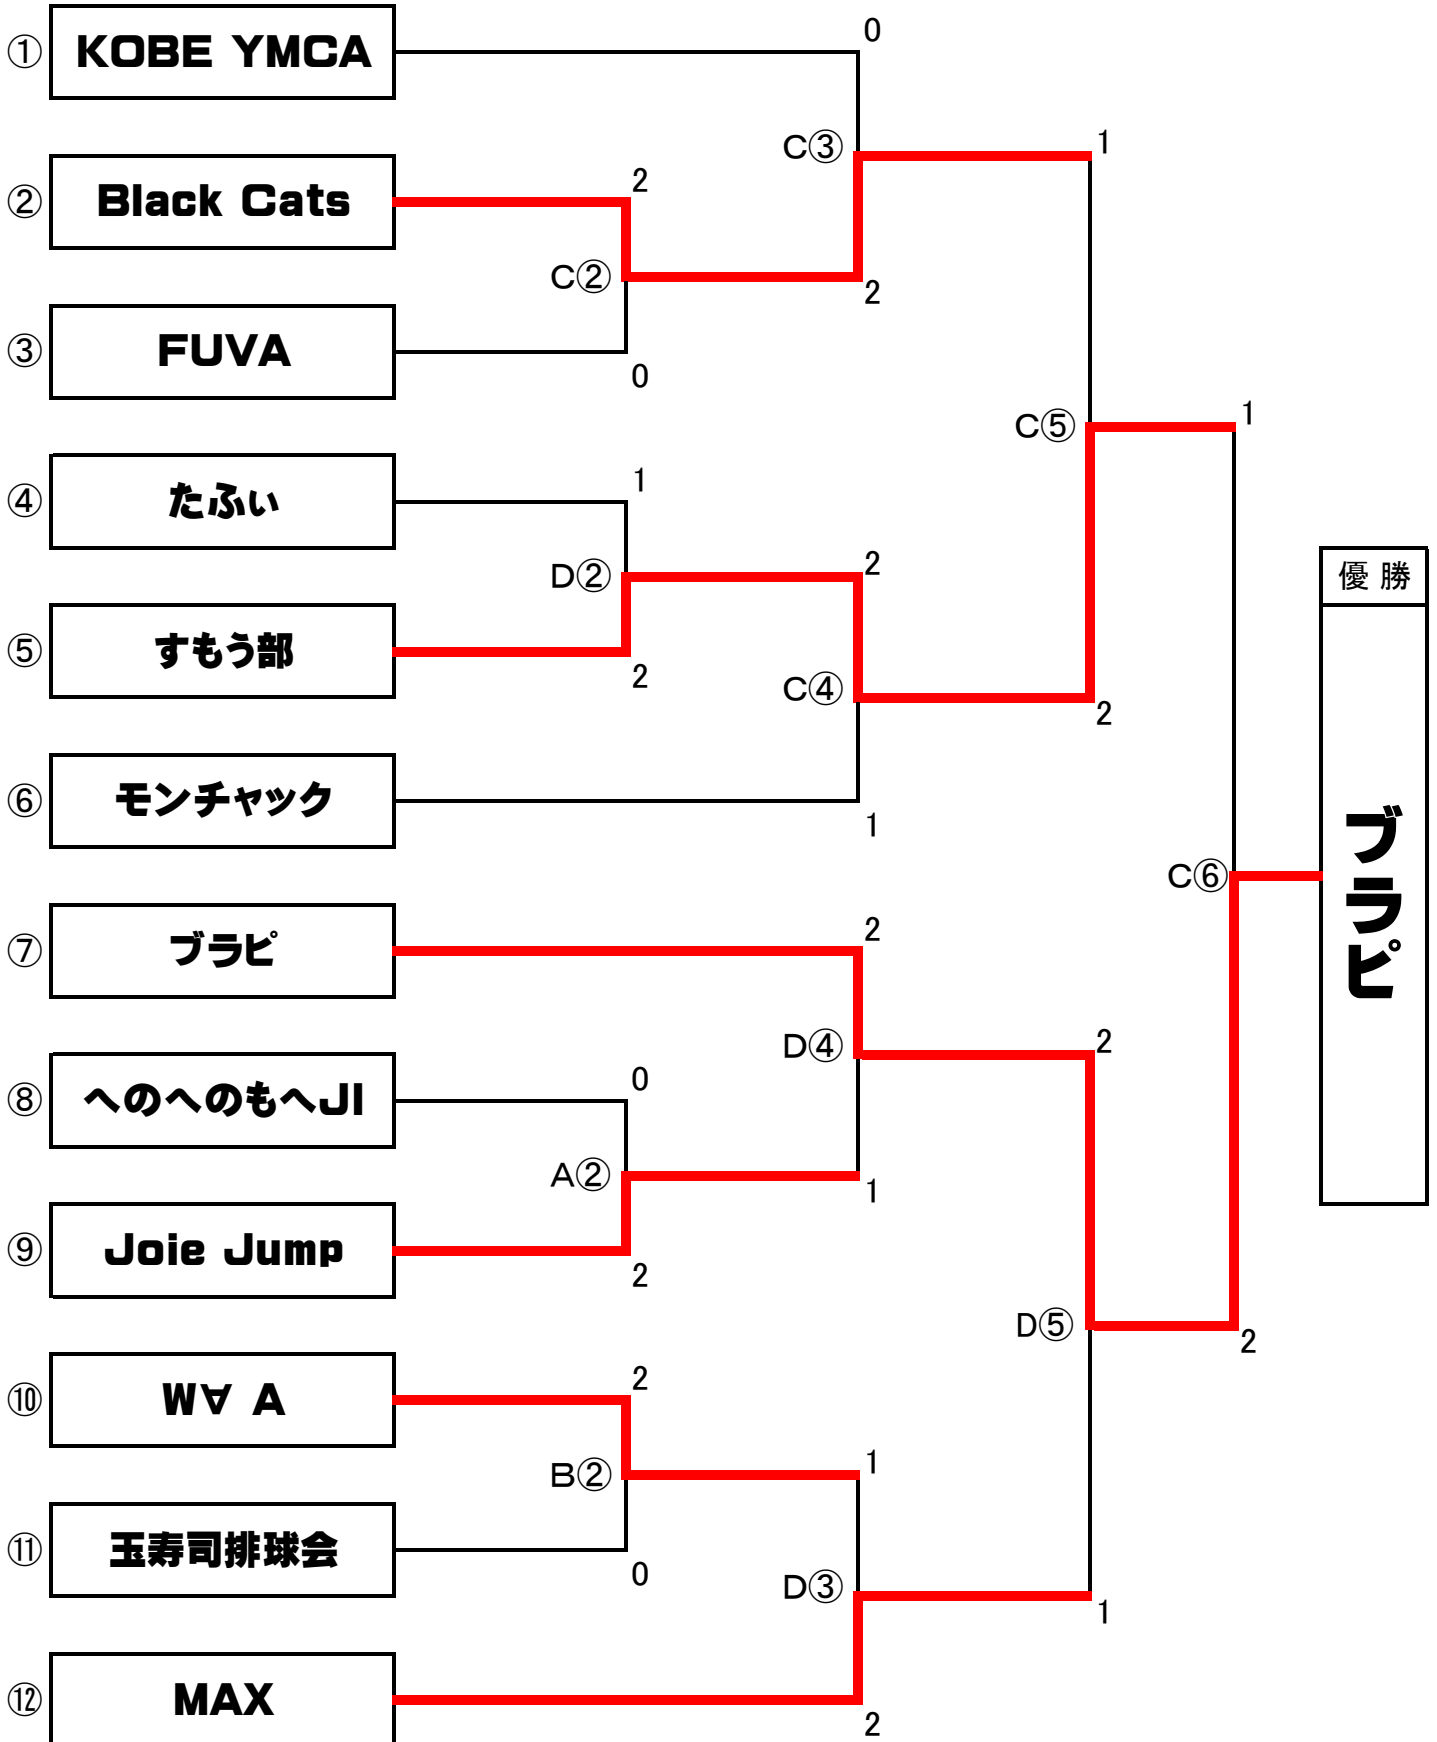 0
① KOBE YMCA
C③
1
2
② Black Cats
C②
2
③ FUVA
0
C⑤
1
1
④ たふぃ
2
D②
優 勝
⑤ すもう部
2
C④
2
⑥ モンチャック
1
C⑥
ブラピ
2
⑦ ブラピ
D④
2
0
⑧ へのへのもへJI
A②
1
⑨ Joie Jump
2
D⑤
2
2
⑩ W∀ A
1
B②
⑪ 玉寿司排球会
0
D③
1
⑫ MAX
2